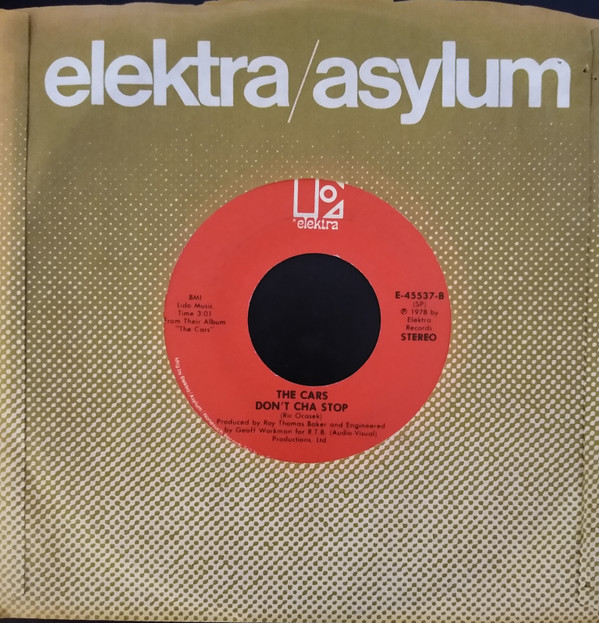 elektra/asylum
elektra
BMI
Lido Music
Time 3:01
From Their Album
"The Cars"
E-45537-B
(SP)
℗ 1978 by
Elektra
Records
STEREO
THE CARS
DON'T CHA STOP
(Ric Ocasek)
Produced by Roy Thomas Baker and Engineered
by Geoff Workman for R.T.B. (Audio-Visual)
Productions, Ltd